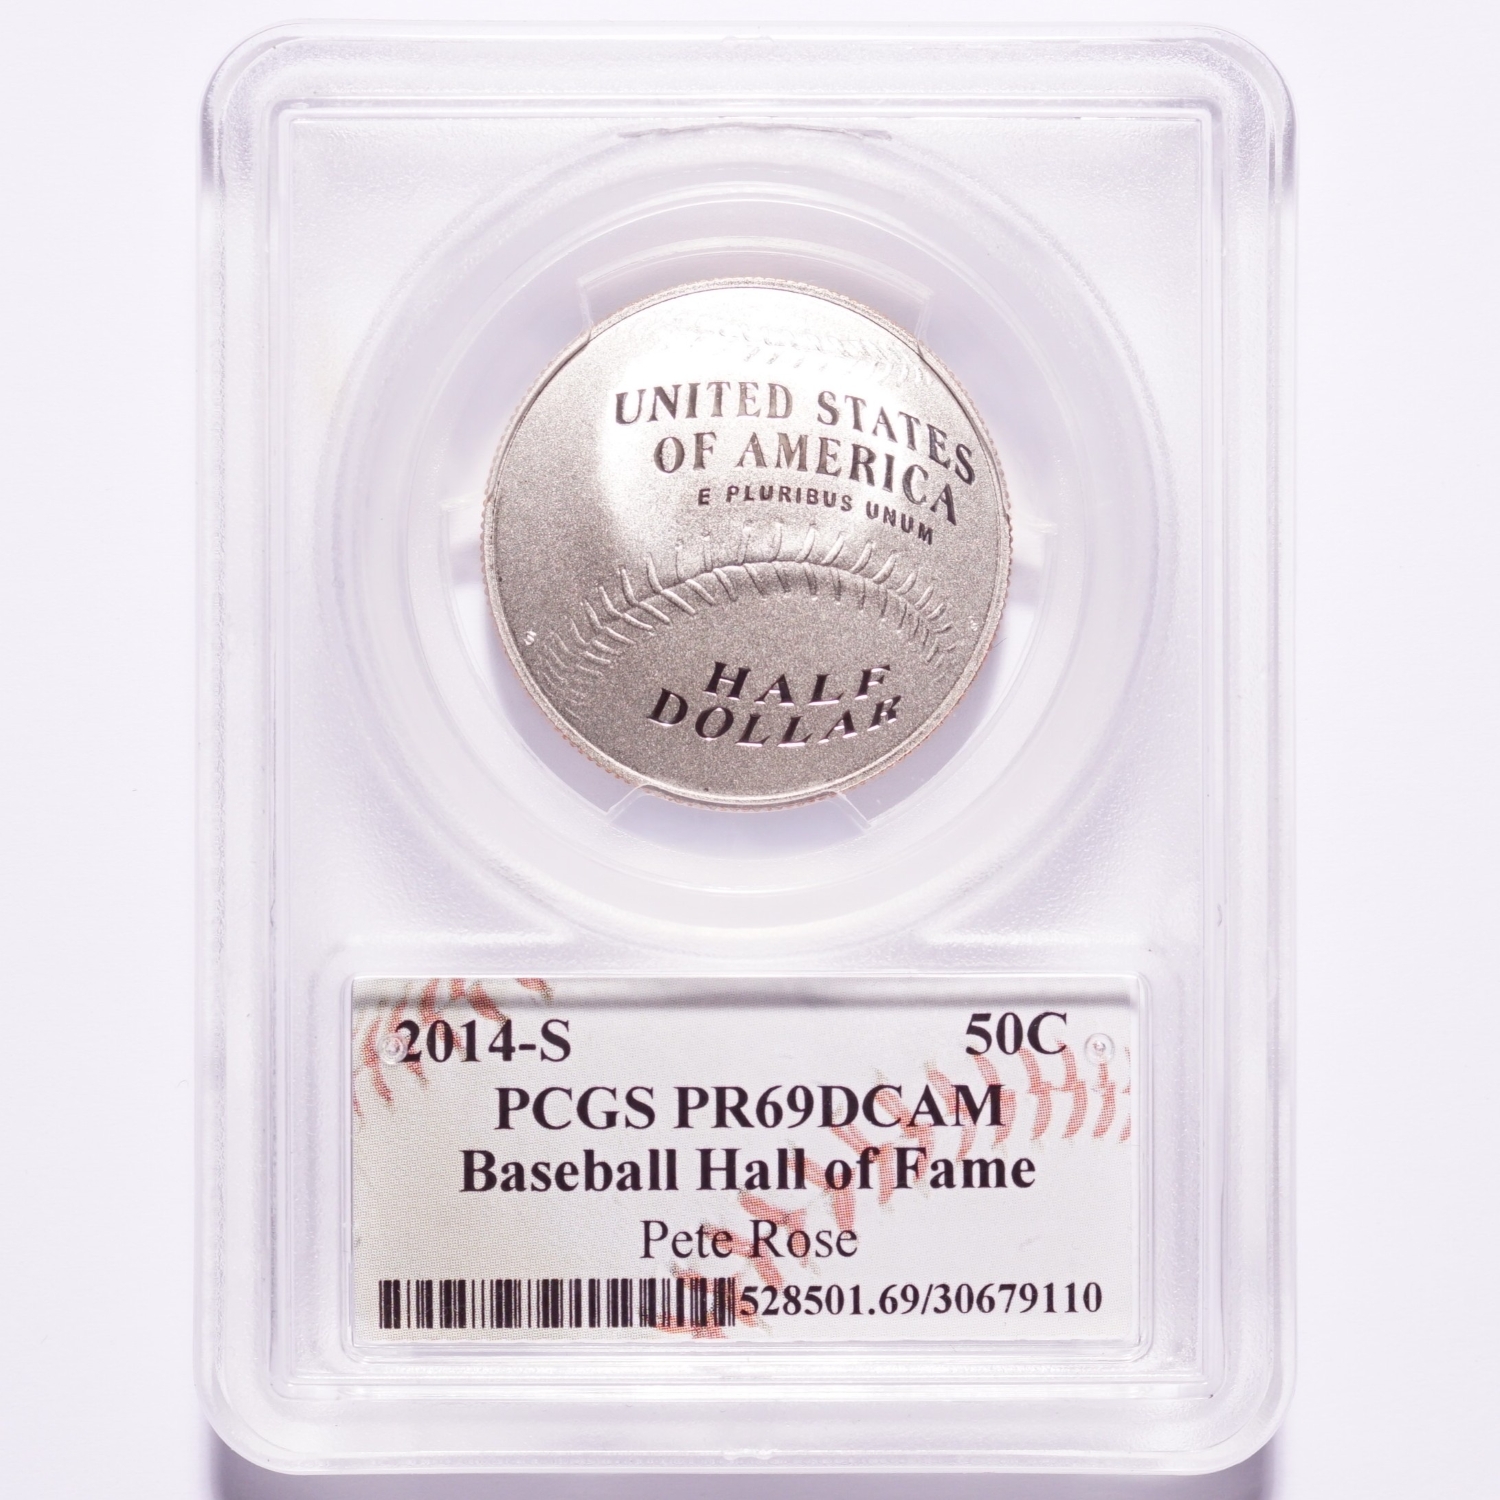 UNITED STATES
OF AMERICA
E PLURIBUS UNUM
S
HALF
DOLLAR
2014-S 50C
PCGS PR69DCAM
Baseball Hall of Fame
Pete Rose
528501.69/30679110